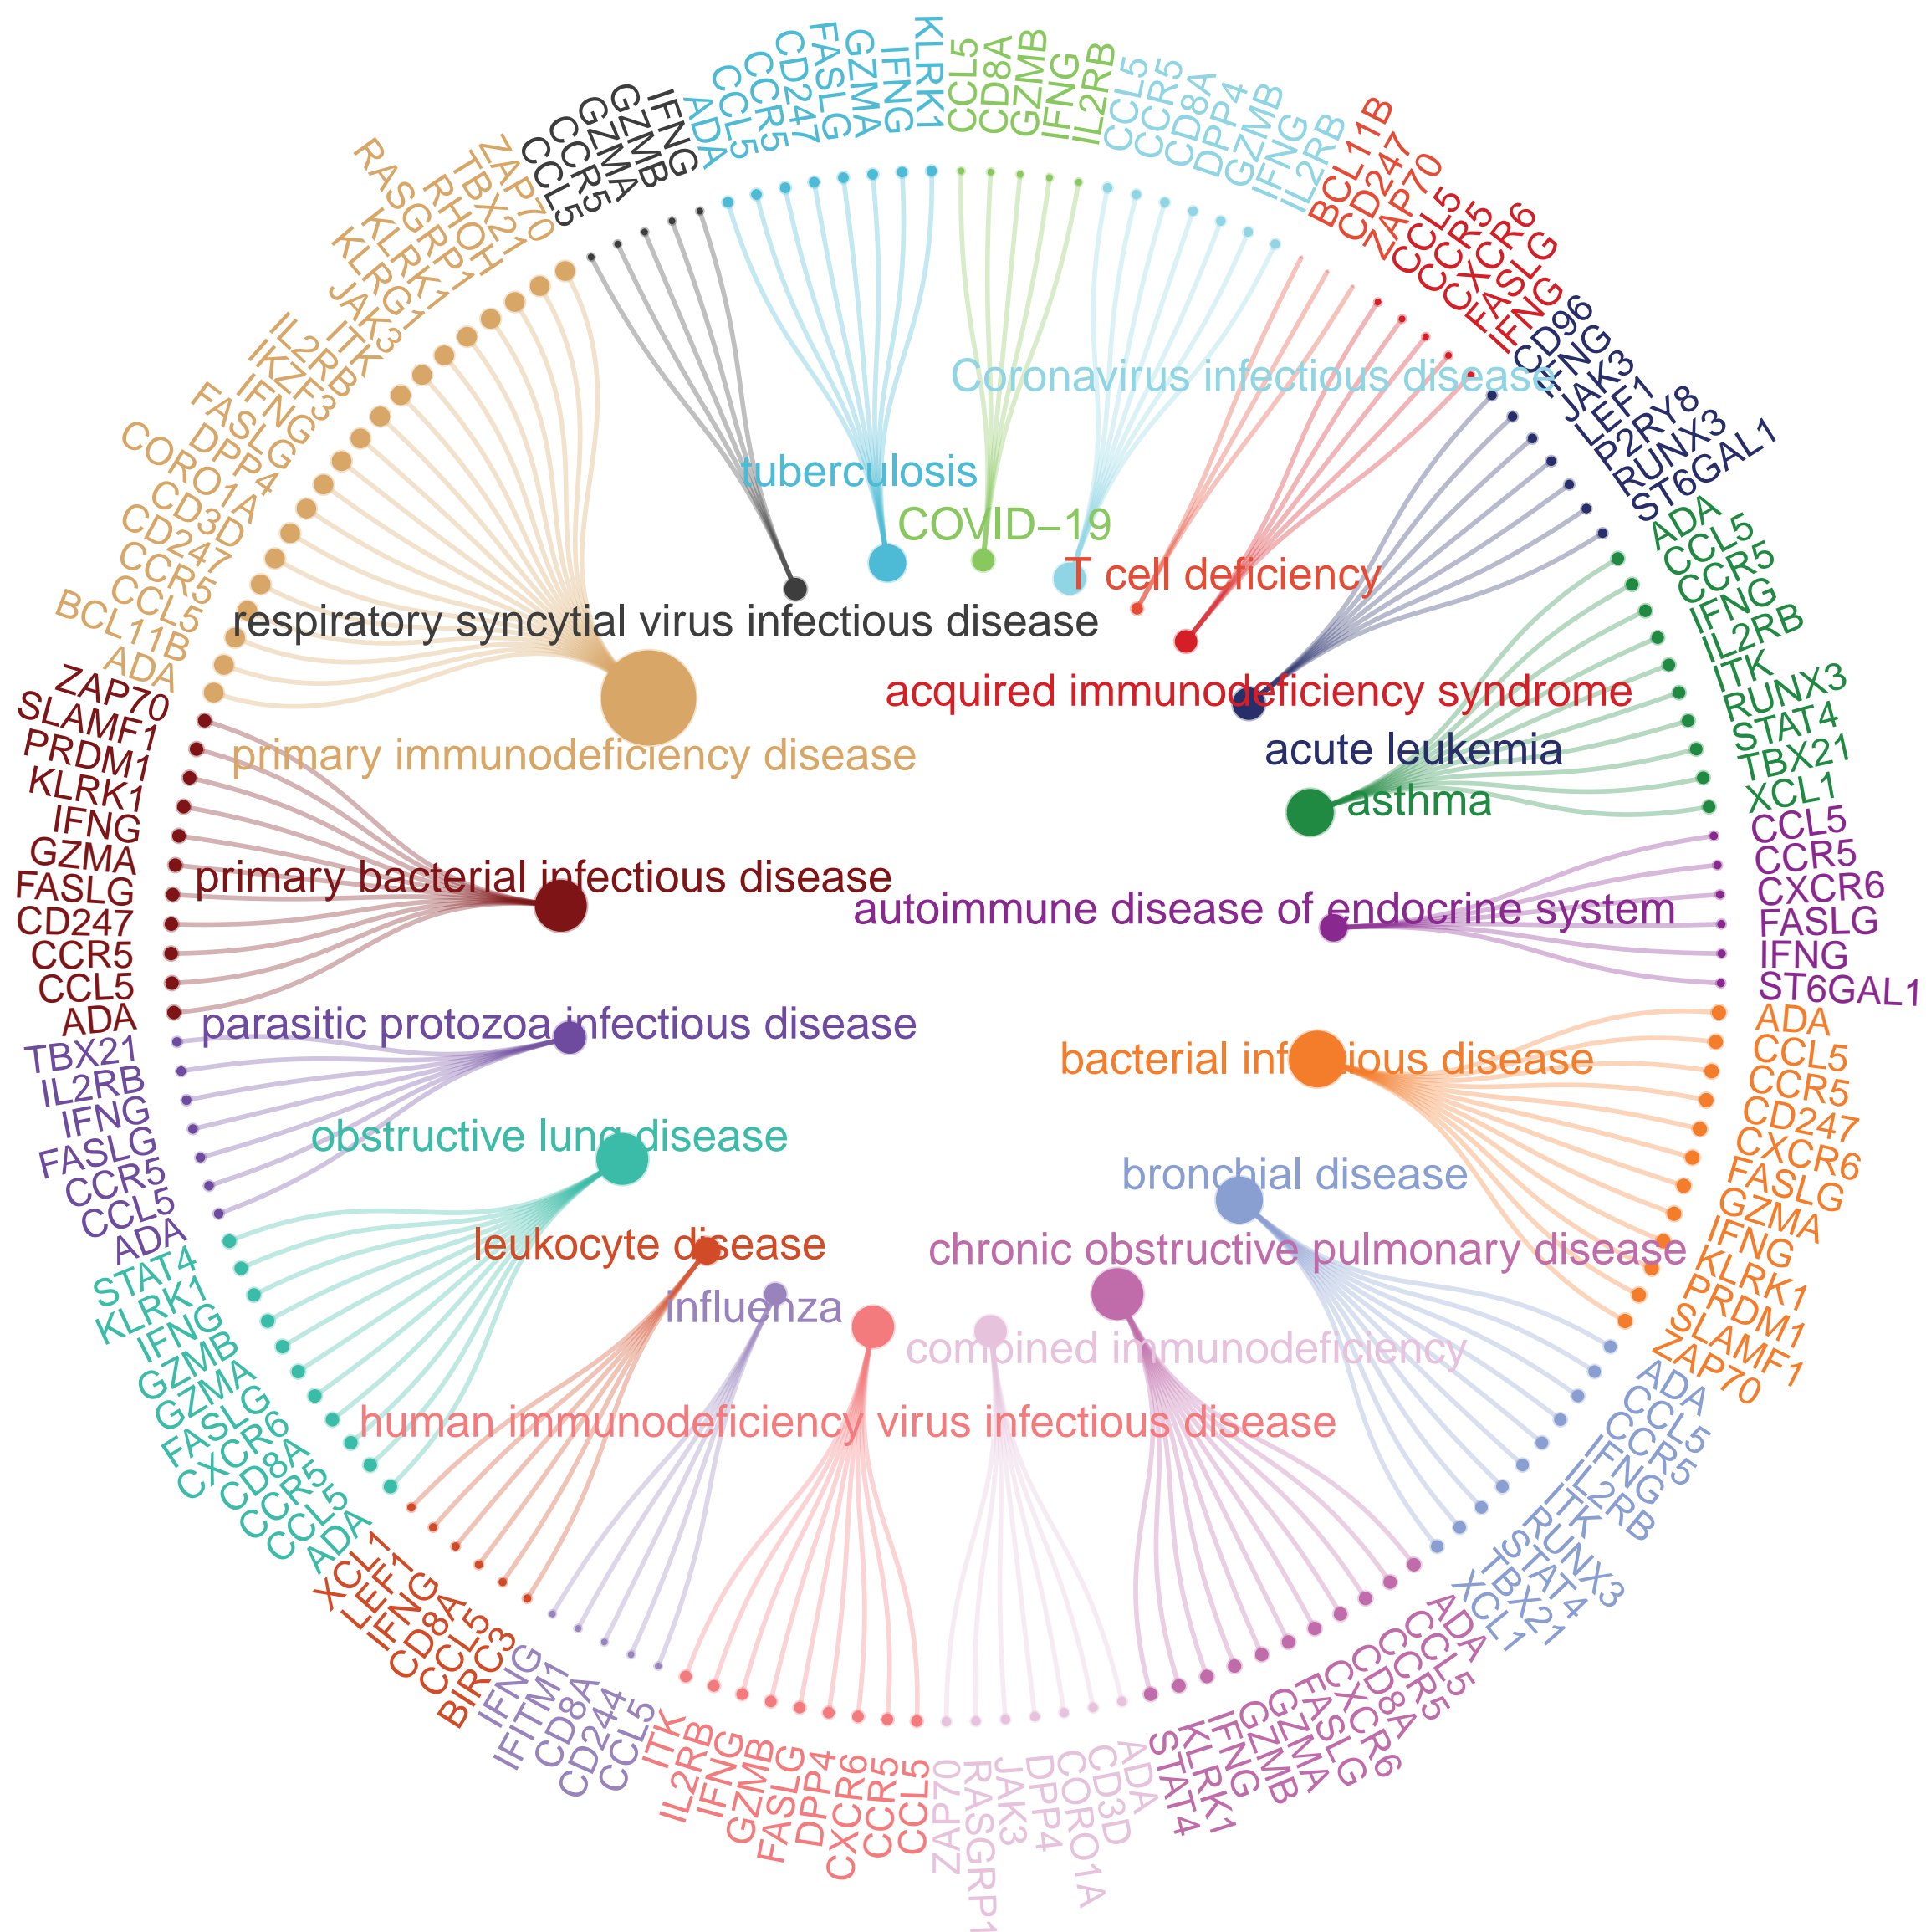 Coronavirus infectious disease
CCL5
CCR5
CD8A
DPP4
GZMB
IFNG
IL2RB
T cell deficiency
BCL11B
CD247
ZAP70
acquired immunodeficiency syndrome
CCL5
CCR5
CXCR6
FASLG
IFNG
acute leukemia
CD96
IFNG
JAK3
LEF1
P2RY8
RUNX3
ST6GAL1
asthma
ADA
CCL5
CCR5
IFNG
IL2RB
ITK
RUNX3
STAT4
TBX21
XCL1
autoimmune disease of endocrine system
CCL5
CCR5
CXCR6
FASLG
IFNG
ST6GAL1
bacterial infectious disease
ADA
CCL5
CCR5
CD247
CXCR6
FASLG
GZMA
IFNG
KLRK1
PRDM1
SLAMF1
ZAP70
bronchial disease
ADA
CCL5
CCR5
IFNG
IL2RB
ITK
RUNX3
STAT4
TBX21
XCL1
chronic obstructive pulmonary disease
ADA
CCL5
CCR5
CD8A
CXCR6
FASLG
GZMA
GZMB
IFNG
KLRK1
STAT4
combined immunodeficiency
ADA
CD3D
CORO1A
DPP4
JAK3
RASGRP1
ZAP70
human immunodeficiency virus infectious disease
CCL5
CCR5
CXCR6
DPP4
FASLG
GZMB
IFNG
IL2RB
ITK
influenza
CCL5
CD244
CD8A
IFITM1
IFNG
leukocyte disease
BIRC3
CCL5
CD8A
IFNG
LEF1
XCL1
obstructive lung disease
ADA
CCL5
CCR5
CD8A
CXCR6
FASLG
GZMA
GZMB
IFNG
KLRK1
STAT4
parasitic protozoa infectious disease
ADA
CCL5
CCR5
FASLG
IFNG
IL2RB
TBX21
primary bacterial infectious disease
ADA
CCL5
CCR5
CD247
FASLG
GZMA
IFNG
KLRK1
PRDM1
SLAMF1
ZAP70
primary immunodeficiency disease
ADA
BCL11B
CCL5
CCR5
CD247
CD3D
CORO1A
DPP4
FASLG
IFNG
IKZF3
IL2RB
ITK
JAK3
KLRG1
KLRK1
RASGRP1
RHOH
TBX21
ZAP70
respiratory syncytial virus infectious disease
CCL5
CCR5
GZMA
GZMB
IFNG
tuberculosis
ADA
CCL5
CCR5
CD247
FASLG
GZMA
IFNG
KLRK1
COVID−19
CCL5
CD8A
GZMB
IFNG
IL2RB